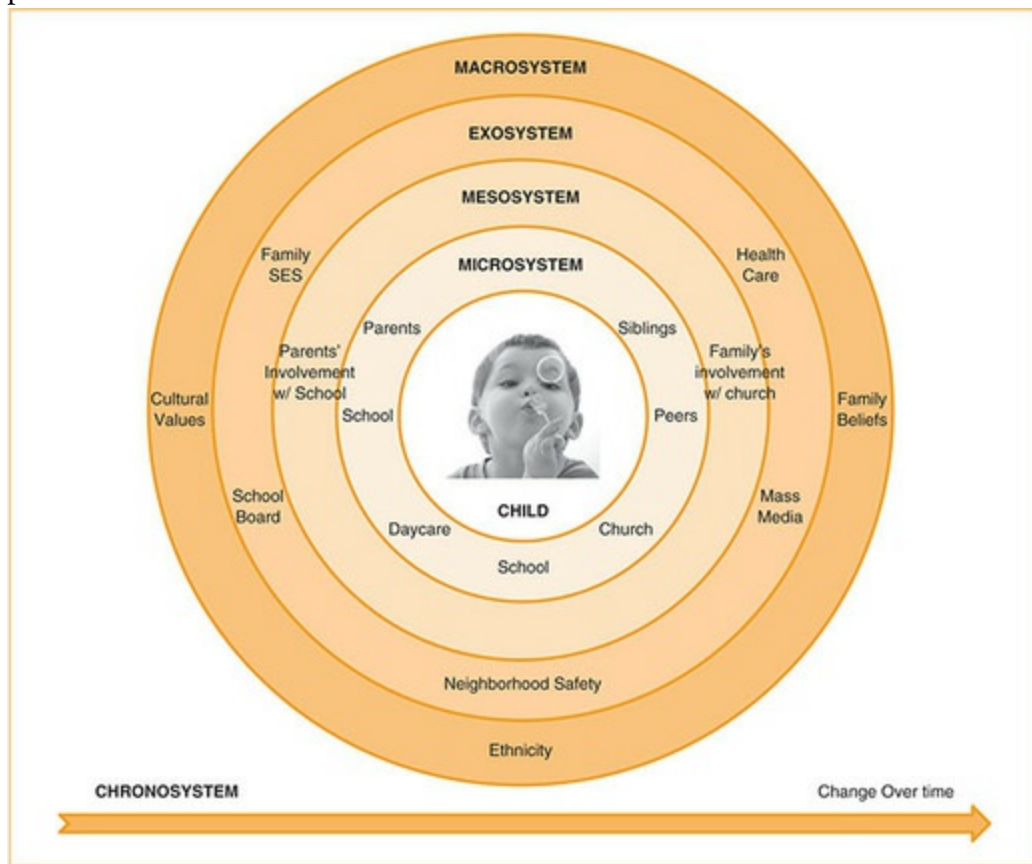 MACROSYSTEM
EXOSYSTEM
MESOSYSTEM
MICROSYSTEM
Family
SES
Health
Care
Parents
Siblings
Parents'
Involvement
w/ School
Family's
involvement
w/ church
Cultural
Values
School
Peers
Family
Beliefs
School
Board
Mass
Media
CHILD
Daycare
Church
School
Neighborhood Safety
Ethnicity
CHRONOSYSTEM
Change Over time